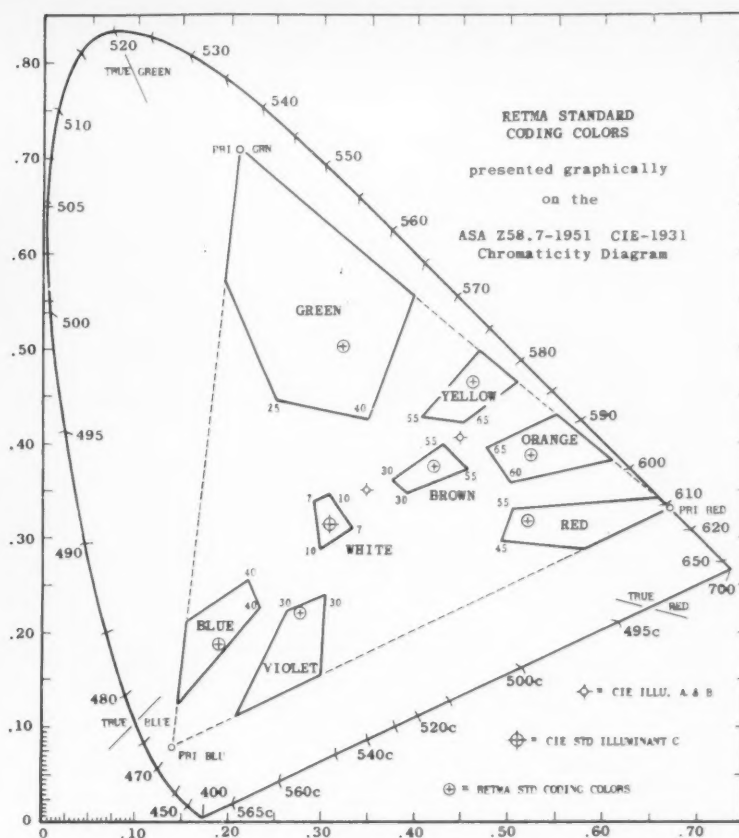 RETMA STANDARD
CODING COLORS
presented graphically
on the
ASA Z58.7-1951 CIE-1931
Chromaticity Diagram
.80
.70
.60
.50
.40
.30
.20
.10
0
0
.10
.20
.30
.40
.50
.60
.70
520
530
540
550
560
570
580
590
600
610
620
650
700
510
505
500
495
490
480
470
450
400
565c
560c
540c
520c
500c
495c
TRUE GREEN
PRI GRN
GREEN
25
40
YELLOW
55
65
ORANGE
65
60
BROWN
30
55
30
55
WHITE
7
10
10
7
RED
55
45
PRI RED
TRUE RED
BLUE
40
40
VIOLET
30
30
TRUE BLUE
PRI BLU
= CIE ILLU. A & B
= CIE STD ILLUMINANT C
= RETMA STD CODING COLORS